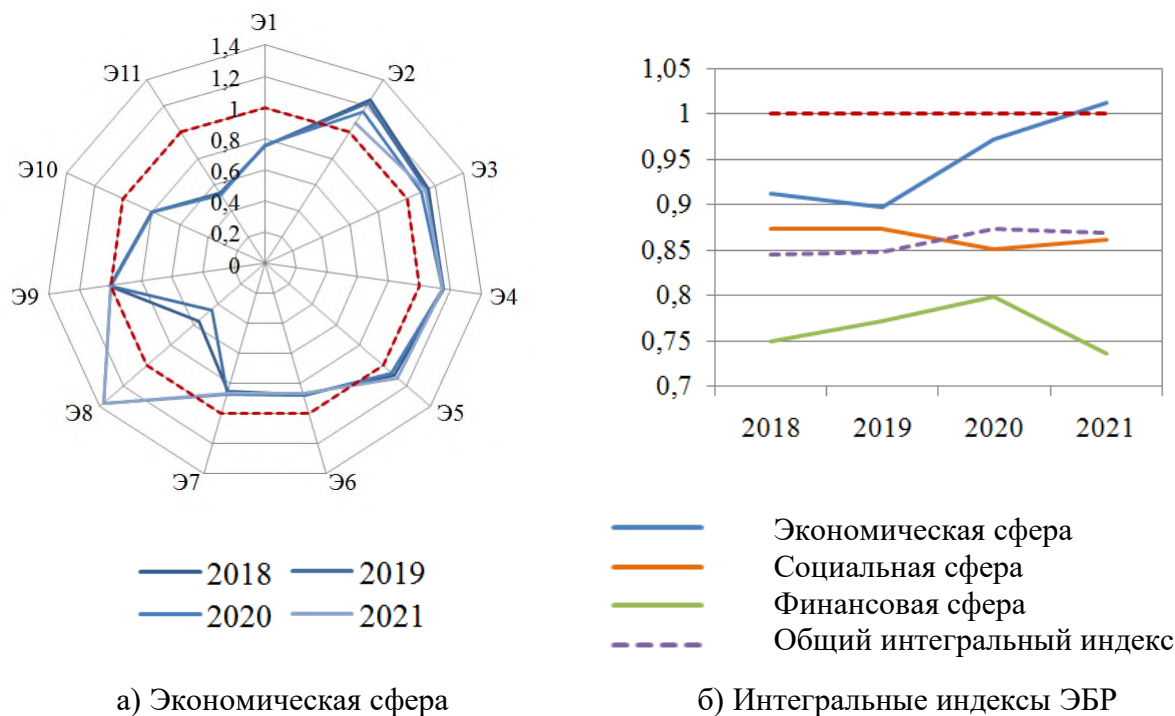 Э1
Э2
Э3
Э4
Э5
Э6
Э7
Э8
Э9
Э10
Э11
1,4
1,2
1
0,8
0,6
0,4
0,2
0
2018 2019
2020 2021
а) Экономическая сфера
1,05
1
0,95
0,9
0,85
0,8
0,75
0,7
2018 2019 2020 2021
Экономическая сфера
Социальная сфера
Финансовая сфера
Общий интегральный индекс
б) Интегральные индексы ЭБР